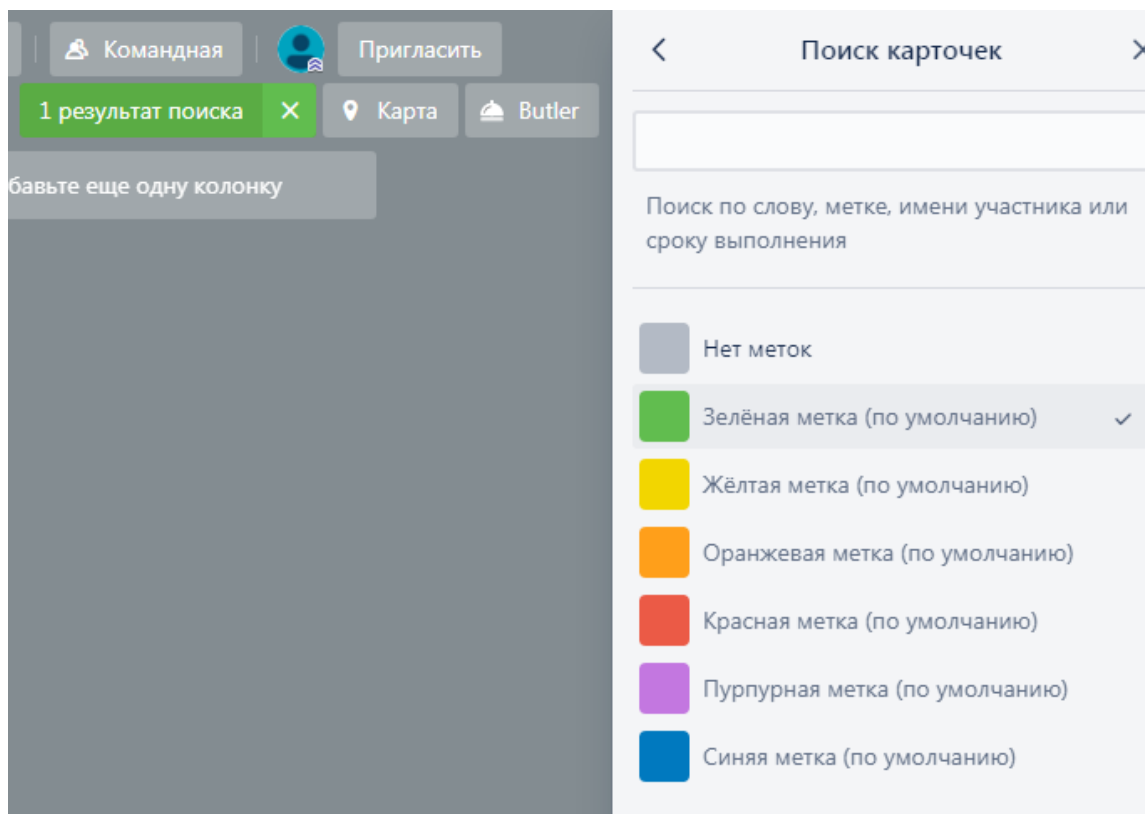 Командная
Пригласить
1 результат поиска
Карта
Butler
бавьте еще одну колонку
Поиск карточек
Поиск по слову, метке, имени участника или
сроку выполнения
Нет меток
Зелёная метка (по умолчанию)
Жёлтая метка (по умолчанию)
Оранжевая метка (по умолчанию)
Красная метка (по умолчанию)
Пурпурная метка (по умолчанию)
Синяя метка (по умолчанию)